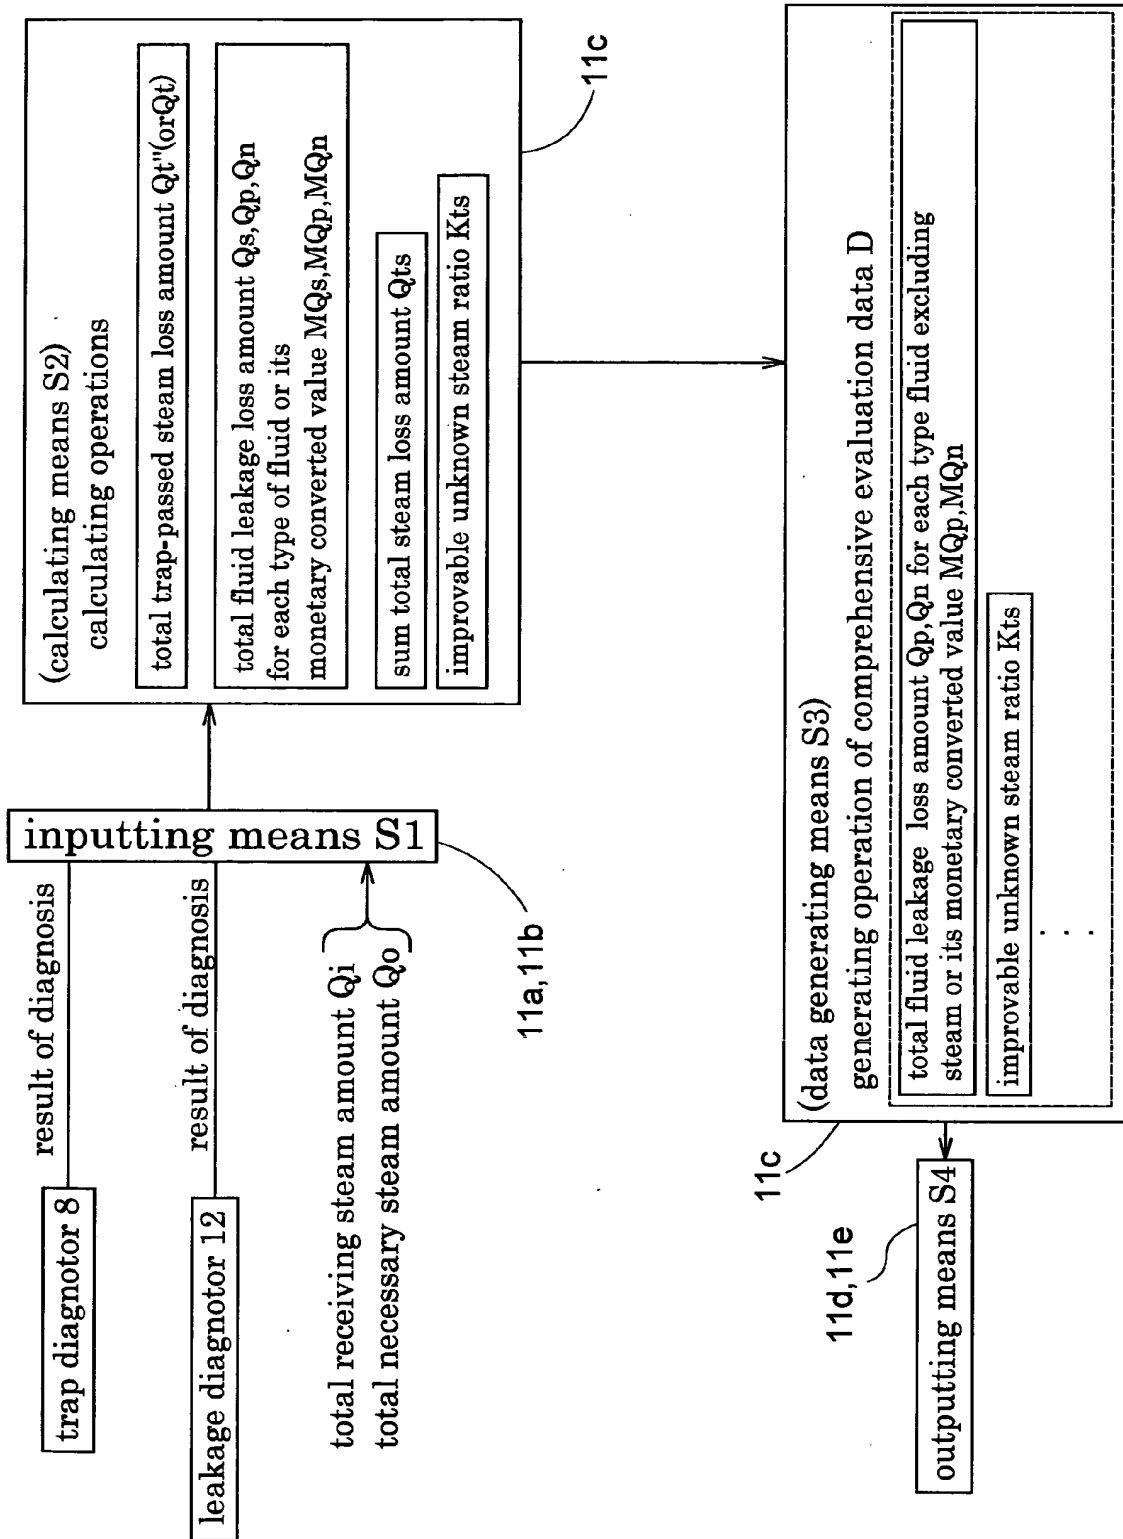 trap diagnotor 8
result of diagnosis
leakage diagnotor 12
result of diagnosis
total receiving steam amount Qi
total necessary steam amount Qo
inputting means S1
11a,11b
(calculating means S2)
calculating operations
total trap-passed steam loss amount Qt"(orQt)
total fluid leakage loss amount Qs,Qp,Qn
for each type of fluid or its
monetary converted value MQs,MQp,MQn
sum total steam loss amount Qts
improvable unknown steam ratio Kts
11c
(data generating means S3)
generating operation of comprehensive evaluation data D
total fluid leakage loss amount Qp,Qn for each type fluid excluding
steam or its monetary converted value MQp,MQn
improvable unknown steam ratio Kts
. . .
11c
11d,11e
outputting means S4